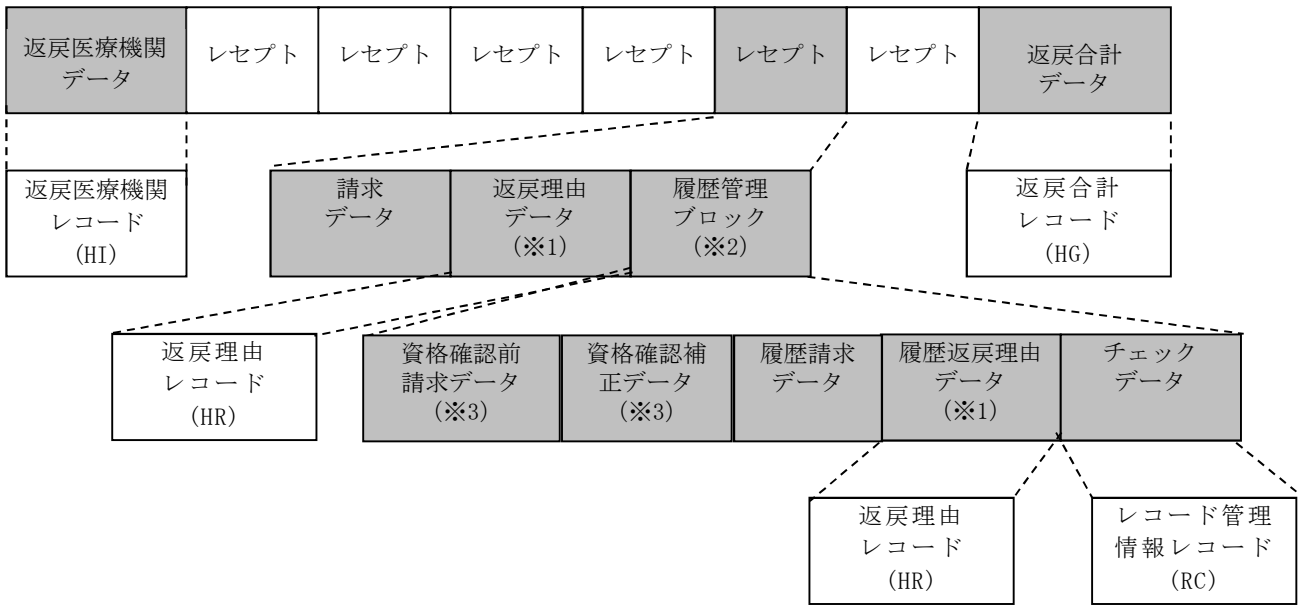 返戻医療機関
データ
レセプト
レセプト
レセプト
レセプト
レセプト
レセプト
返戻合計
データ
返戻医療機関
レコード
(HI)
請求
データ
返戻理由
データ
(※1)
履歴管理
ブロック
(※2)
返戻合計
レコード
(HG)
返戻理由
レコード
(HR)
資格確認前
請求データ
(※3)
資格確認補
正データ
(※3)
履歴請求
データ
履歴返戻理由
データ
(※1)
チェック
データ
返戻理由
レコード
(HR)
レコード管理
情報レコード
(RC)